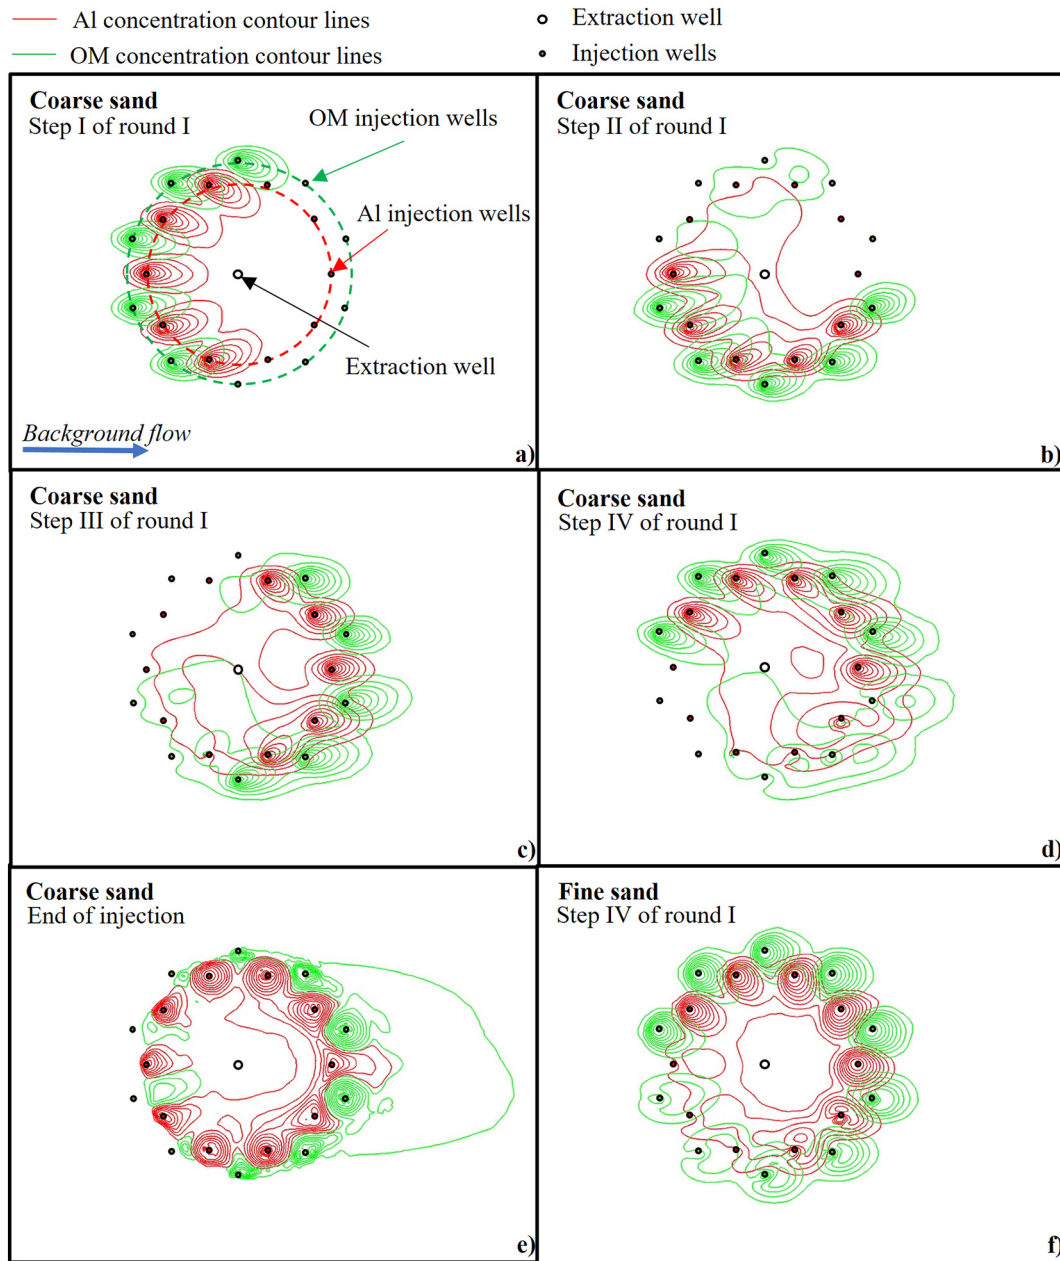 Al concentration contour lines
Extraction well
OM concentration contour lines
Injection wells
Coarse sand
Step I of round I
OM injection wells
Al injection wells
Extraction well
Background flow
a)
Coarse sand
Step II of round I
b)
Coarse sand
Step III of round I
c)
Coarse sand
Step IV of round I
d)
Coarse sand
End of injection
e)
Fine sand
Step IV of round I
f)